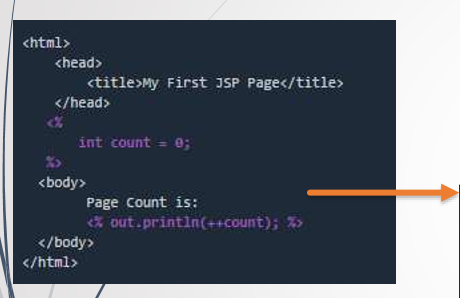 <html>
<head>
<title>My First JSP Page</title>
</head>
<%
int count = 0;
%>
<body>
Page Count is:
<% out.println(++count); %>
</body>
</html>